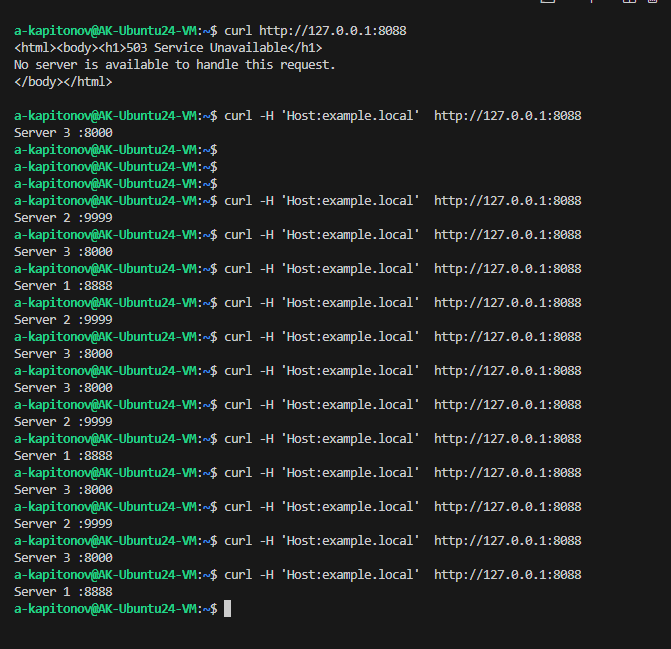 a-kapitonov@AK-Ubuntu24-VM:~$ curl http://127.0.0.1:8088
<html><body><h1>503 Service Unavailable</h1>
No server is available to handle this request.
</body></html>
a-kapitonov@AK-Ubuntu24-VM:~$ curl -H 'Host:example.local'  http://127.0.0.1:8088
Server 3 :8000
a-kapitonov@AK-Ubuntu24-VM:~$
a-kapitonov@AK-Ubuntu24-VM:~$
a-kapitonov@AK-Ubuntu24-VM:~$
a-kapitonov@AK-Ubuntu24-VM:~$ curl -H 'Host:example.local'  http://127.0.0.1:8088
Server 2 :9999
a-kapitonov@AK-Ubuntu24-VM:~$ curl -H 'Host:example.local'  http://127.0.0.1:8088
Server 3 :8000
a-kapitonov@AK-Ubuntu24-VM:~$ curl -H 'Host:example.local'  http://127.0.0.1:8088
Server 1 :8888
a-kapitonov@AK-Ubuntu24-VM:~$ curl -H 'Host:example.local'  http://127.0.0.1:8088
Server 2 :9999
a-kapitonov@AK-Ubuntu24-VM:~$ curl -H 'Host:example.local'  http://127.0.0.1:8088
Server 3 :8000
a-kapitonov@AK-Ubuntu24-VM:~$ curl -H 'Host:example.local'  http://127.0.0.1:8088
Server 3 :8000
a-kapitonov@AK-Ubuntu24-VM:~$ curl -H 'Host:example.local'  http://127.0.0.1:8088
Server 2 :9999
a-kapitonov@AK-Ubuntu24-VM:~$ curl -H 'Host:example.local'  http://127.0.0.1:8088
Server 1 :8888
a-kapitonov@AK-Ubuntu24-VM:~$ curl -H 'Host:example.local'  http://127.0.0.1:8088
Server 3 :8000
a-kapitonov@AK-Ubuntu24-VM:~$ curl -H 'Host:example.local'  http://127.0.0.1:8088
Server 2 :9999
a-kapitonov@AK-Ubuntu24-VM:~$ curl -H 'Host:example.local'  http://127.0.0.1:8088
Server 3 :8000
a-kapitonov@AK-Ubuntu24-VM:~$ curl -H 'Host:example.local'  http://127.0.0.1:8088
Server 1 :8888
a-kapitonov@AK-Ubuntu24-VM:~$